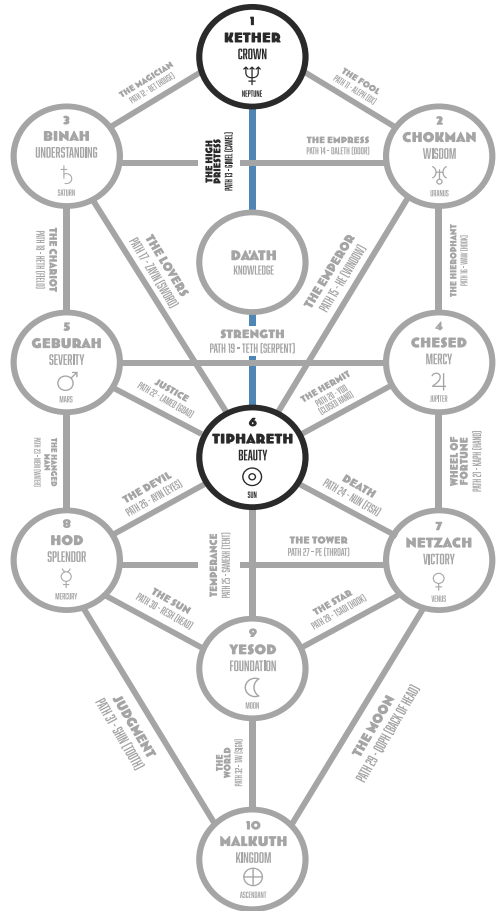 1
KETHER
CROWN
NEPTUNE
THE MAGICIAN
PATH 12 - BET (HOUSE)
THE FOOL
PATH 11 - ALEPH (OX)
3
BINAH
UNDERSTANDING
SATURN
THE HIGH
PRIESTESS
PATH 13 - GIMEL (CAMEL)
THE EMPRESS
PATH 14 - DALETH (DOOR)
2
CHOKMAH
WISDOM
URANUS
DA'ATH
KNOWLEDGE
THE CHARIOT
PATH 18 - HETH (FIELD)
THE LOVERS
PATH 17 - ZAYIN (SWORD)
THE EMPEROR
PATH 15 - HE (WINDOW)
THE HIEROPHANT
PATH 16 - VAW (HOOK)
5
GEBURAH
SEVERITY
MARS
STRENGTH
PATH 19 - TETH (SERPENT)
4
CHESED
MERCY
JUPITER
JUSTICE
PATH 22 - LAMED (GOAD)
THE HERMIT
PATH 20 - YOD
(CLOSED HAND)
6
TIPHARETH
BEAUTY
SUN
THE HANGED
MAN
PATH 23 - MEM (WATER)
THE DEVIL
PATH 26 - AYIN (EYES)
DEATH
PATH 24 - NUN (FISH)
WHEEL OF
FORTUNE
PATH 21 - KAPH (HAND)
8
HOD
SPLENDOR
MERCURY
TEMPERANCE
PATH 25 - SAMEKH (TENT)
THE TOWER
PATH 27 - PE (THROAT)
7
NETZACH
VICTORY
VENUS
THE SUN
PATH 30 - RESH (HEAD)
THE STAR
PATH 28 - TSADI (HOOK)
9
YESOD
FOUNDATION
MOON
JUDGMENT
PATH 31 - SHIN (TOOTH)
THE
WORLD
PATH 32 - TAV (SIGN)
THE MOON
PATH 29 - QOPH (BACK OF HEAD)
10
MALKUTH
KINGDOM
ASCENDANT